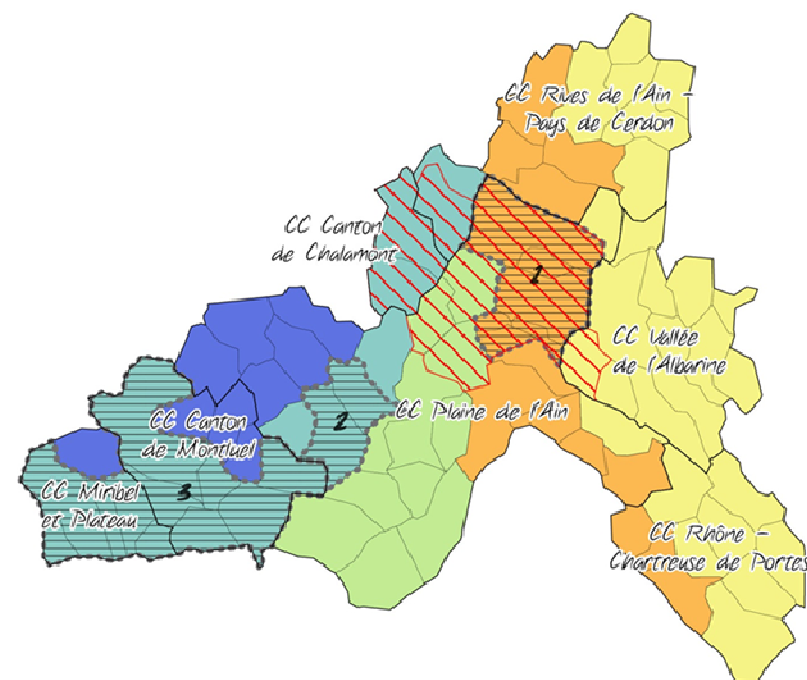 CC Rives de l'Ain -
Pays de Cerdon
CC Canton
de Chalamont
1
CC Vallée
de l'Albarine
CC Plaine de l'Ain
2
CC Canton
de Montluel
3
CC Miribel
et Plateau
CC Rhône -
Chartreuse de Portes